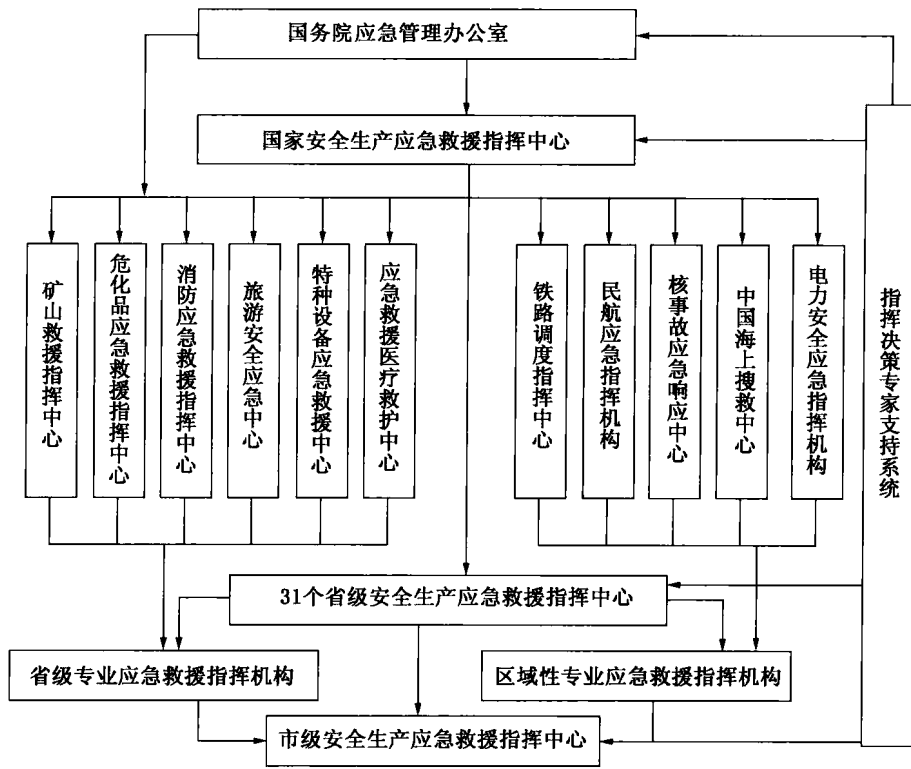 国务院应急管理办公室
国家安全生产应急救援指挥中心
矿山救援指挥中心
危化品应急救援指挥中心
消防应急救援指挥中心
旅游安全应急中心
特种设备应急救援中心
应急救援医疗救护中心
铁路调度指挥中心
民航应急指挥机构
核事故应急响应中心
中国海上搜救中心
电力安全应急指挥机构
指挥决策专家支持系统
31个省级安全生产应急救援指挥中心
省级专业应急救援指挥机构
区域性专业应急救援指挥机构
市级安全生产应急救援指挥中心